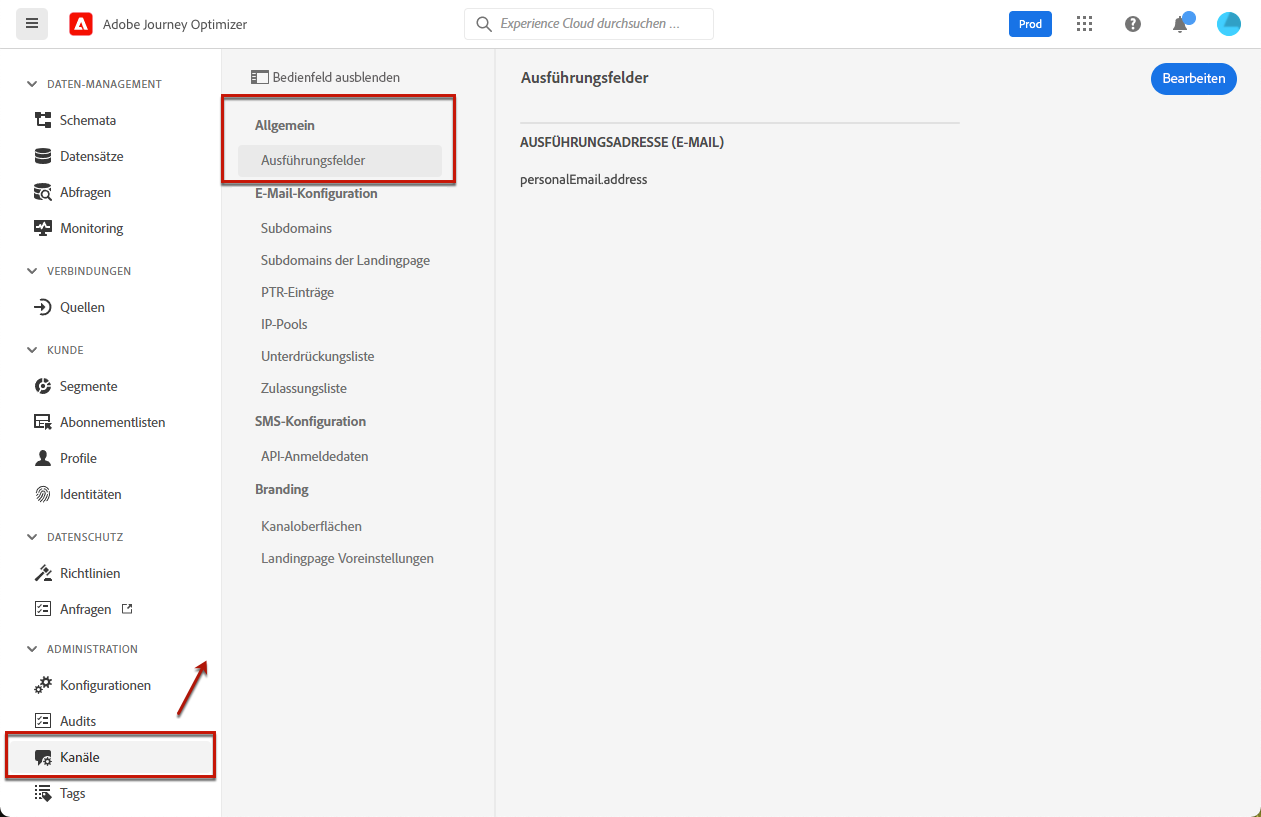 Adobe Journey Optimizer
Experience Cloud durchsuchen ...
Prod
DATEN-MANAGEMENT
Schemata
Datensätze
Abfragen
Monitoring
VERBINDUNGEN
Quellen
KUNDE
Segmente
Abonnementlisten
Profile
Identitäten
DATENSCHUTZ
Richtlinien
Anfragen
ADMINISTRATION
Konfigurationen
Audits
Kanäle
Tags
Bedienfeld ausblenden
Allgemein
Ausführungsfelder
E-Mail-Konfiguration
Subdomains
Subdomains der Landingpage
PTR-Einträge
IP-Pools
Unterdrückungsliste
Zulassungsliste
SMS-Konfiguration
API-Anmeldedaten
Branding
Kanaloberflächen
Landingpage Voreinstellungen
Ausführungsfelder
Bearbeiten
AUSFÜHRUNGSADRESSE (E-MAIL)
personalEmail.address